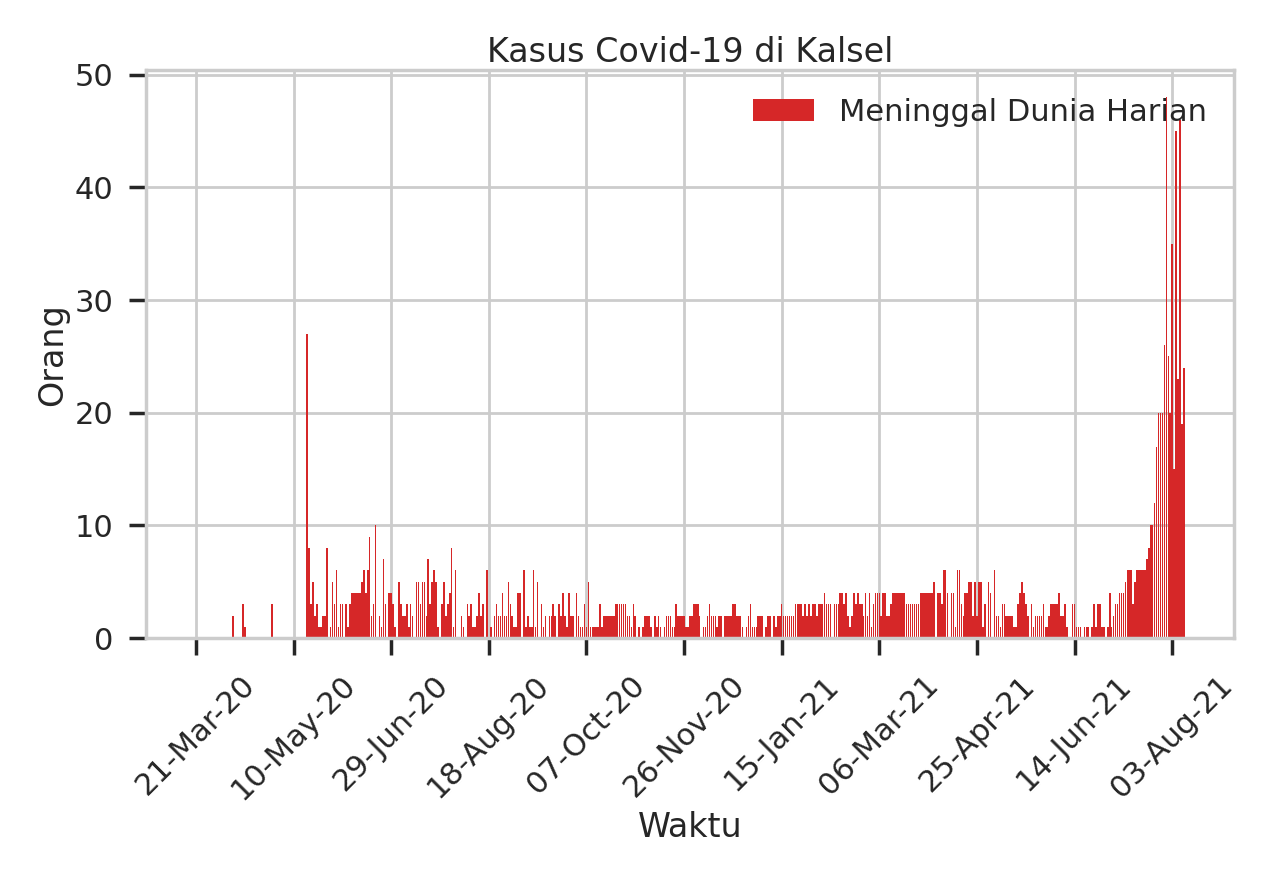 Kasus Covid-19 di Kalsel
Meninggal Dunia Harian
Orang
50
40
30
20
10
0
21-Mar-20
10-May-20
29-Jun-20
18-Aug-20
07-Oct-20
26-Nov-20
15-Jan-21
06-Mar-21
25-Apr-21
14-Jun-21
03-Aug-21
Waktu